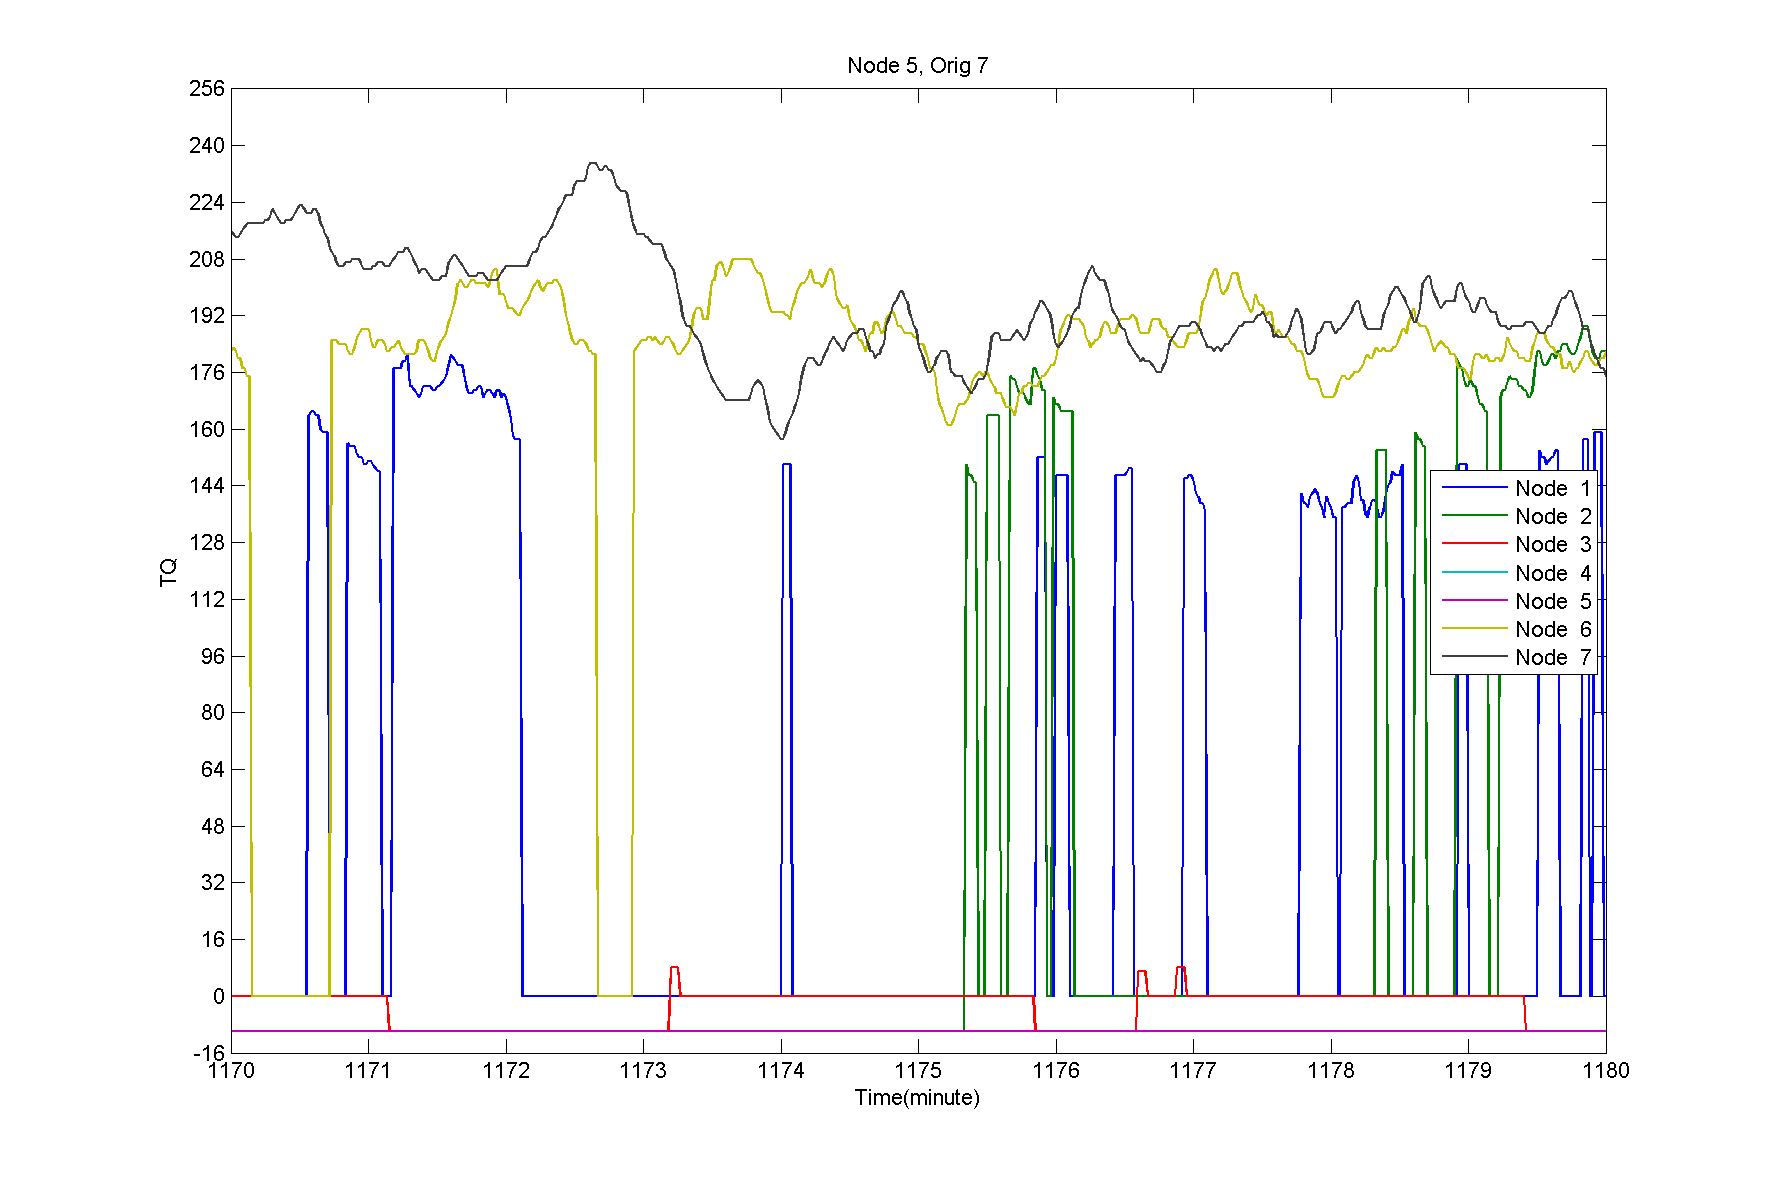 Node 5, Orig 7
256
240
224
208
192
176
160
144
128
112
96
80
64
48
32
16
0
-16
TQ
Node 1
Node 2
Node 3
Node 4
Node 5
Node 6
Node 7
1170 1171 1172 1173 1174 1175 1176 1177 1178 1179 1180
Time(minute)